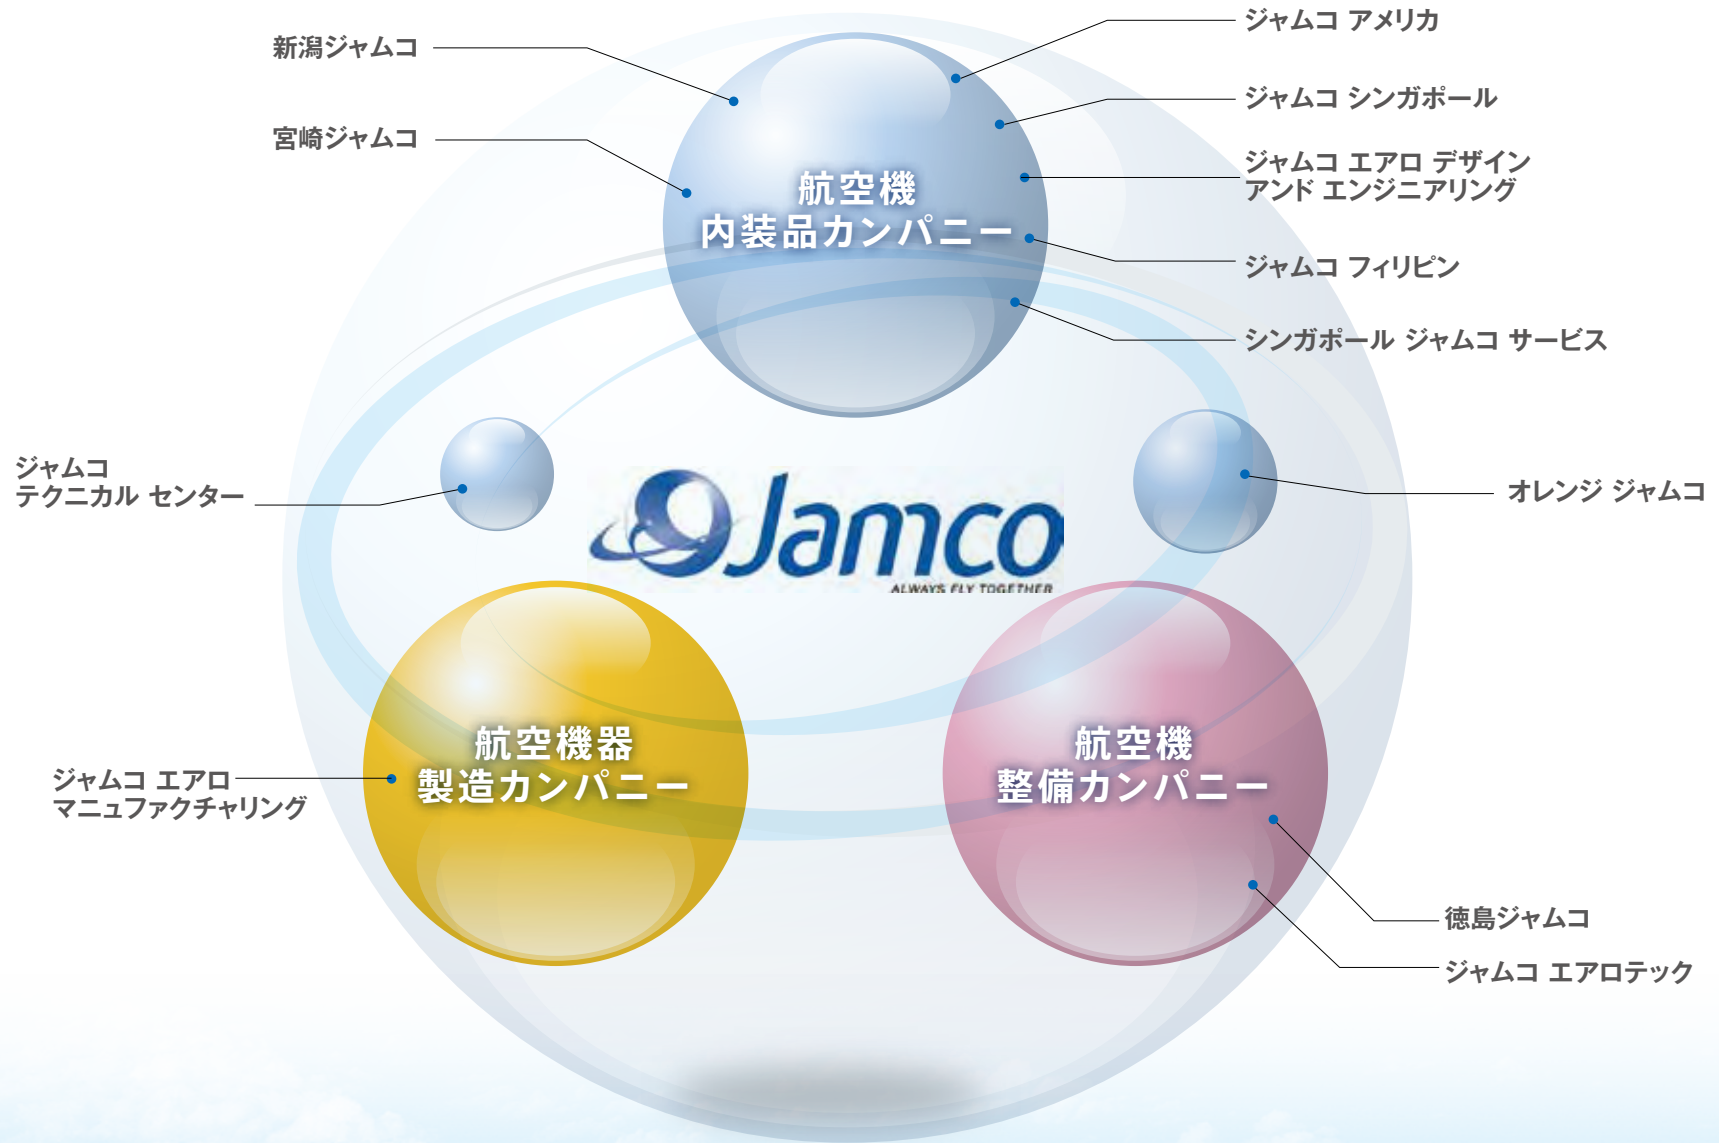 新潟ジャムコ
宮崎ジャムコ
航空機
内装品カンパニー
ジャムコ アメリカ
ジャムコ シンガポール
ジャムコ エアロ デザイン
アンド エンジニアリング
ジャムコ フィリピン
シンガポール ジャムコ サービス
ジャムコ
テクニカル センター
Jamco
ALWAYS FLY TOGETHER
オレンジ ジャムコ
航空機器
製造カンパニー
ジャムコ エアロ
マニュファクチャリング
航空機
整備カンパニー
徳島ジャムコ
ジャムコ エアロテック